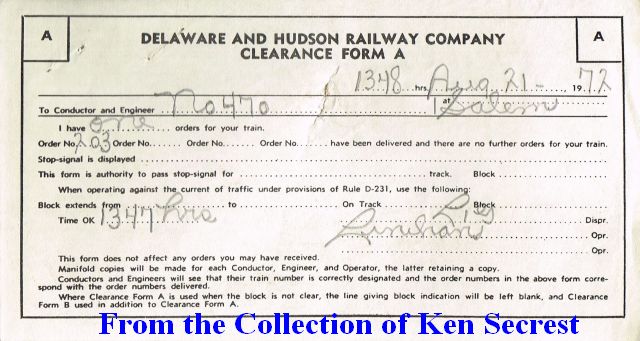 A
A
DELAWARE AND HUDSON RAILWAY COMPANY
CLEARANCE FORM A
1348 hrs. Aug. 21 - , 1972
To Conductor and Engineer No 470 at Salem
I have one orders for your train.
Order No. 203 Order No. Order No. Order No. have been delivered and there are no further orders for your train.
Stop-signal is displayed
This form is authority to pass stop-signal for track. Block
When operating against the current of traffic under provisions of Rule D-231, use the following:
Block extends from to On Track Block
Time OK 1347 hrs Dispr.
Linehan Opr.
Opr.
This form does not affect any orders you may have received.
Manifold copies will be made for each Conductor, Engineer, and Operator, the latter retaining a copy.
Conductors and Engineers will see that their train number is correctly designated and the order numbers in the above form corre-
spond with the order numbers delivered.
Where Clearance Form A is used when the block is not clear, the line giving block indication will be left blank, and Clearance
Form B used in addition to Clearance Form A.
From the Collection of Ken Secrest